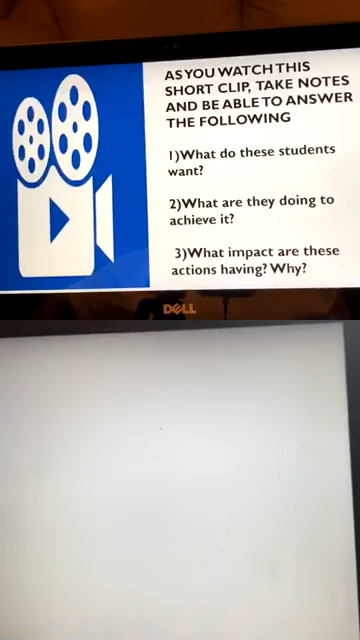 AS YOU WATCH THIS
SHORT CLIP, TAKE NOTES
AND BE ABLE TO ANSWER
THE FOLLOWING
1)What do these students
want?
2)What are they doing to
achieve it?
3)What impact are these
actions having? Why?
DELL